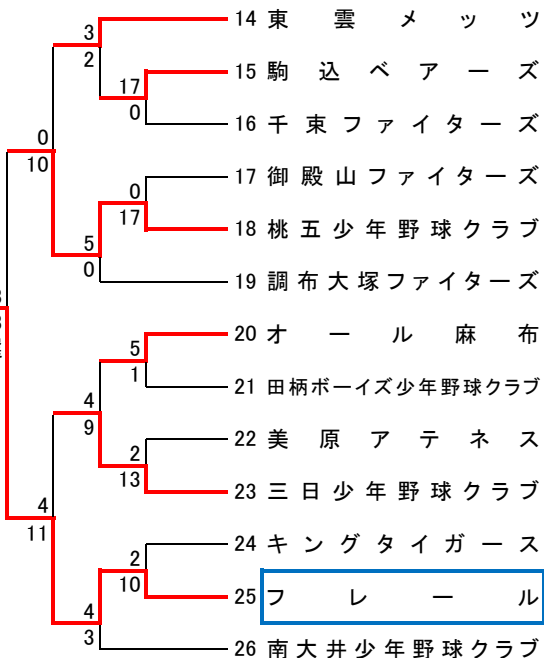 3
14 東雲メッツ
2
17
15 駒込ベアーズ
0
16 千束ファイターズ
0
10
0
17 御殿山ファイターズ
17
18 桃五少年野球クラブ
5
0
19 調布大塚ファイターズ
5
20 オール麻布
1
21 田柄ボーイズ少年野球クラブ
4
9
2
22 美原アテネス
13
23 三日少年野球クラブ
4
11
2
24 キングタイガース
10
25 フレール
4
3
26 南大井少年野球クラブ